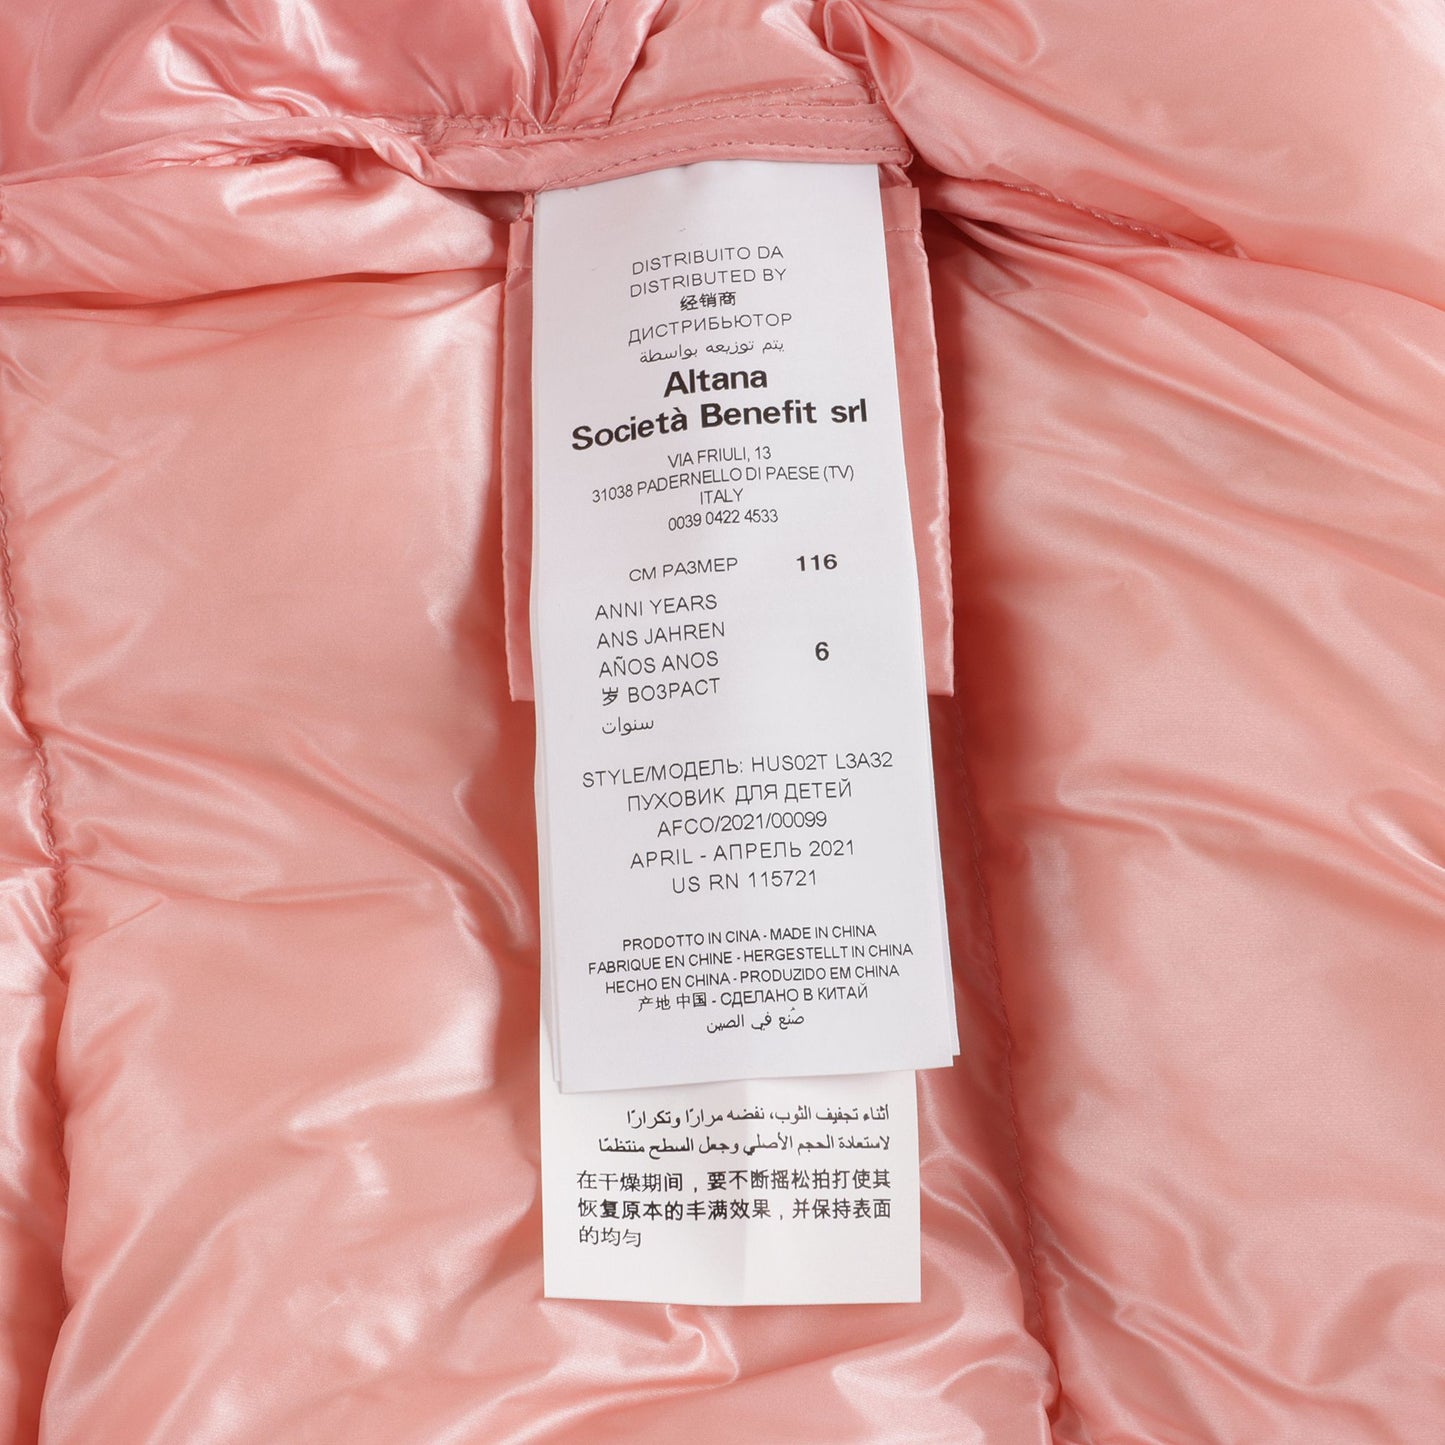 DISTRIBUITO DA
DISTRIBUTED BY
经销商
ДИСТРИБЬЮТОР
يتم توزيعه بواسطة
Altana
Società Benefit srl
VIA FRIULI, 13
31038 PADERNELLO DI PAESE (TV)
ITALY
0039 0422 4533
CM РАЗМЕР 116
ANNI YEARS
ANS JAHREN
AÑOS ANOS 6
岁 ВОЗРАСТ
سنوات
STYLE/МОДЕЛЬ: HUS02T L3A32
ПУХОВИК ДЛЯ ДЕТЕЙ
AFCO/2021/00099
APRIL - АПРЕЛЬ 2021
US RN 115721
PRODOTTO IN CINA - MADE IN CHINA
FABRIQUE EN CHINE - HERGESTELLT IN CHINA
HECHO EN CHINA - PRODUZIDO EM CHINA
产地 中国 - СДЕЛАНО В КИТАЙ
صُنع في الصين
أثناء تجفيف الثوب، نفضه مرارًا وتكرارًا
لاستعادة الحجم الأصلي وجعل السطح منتظمًا
在干燥期间，要不断摇松拍打使其
恢复原本的丰满效果，并保持表面
的均匀